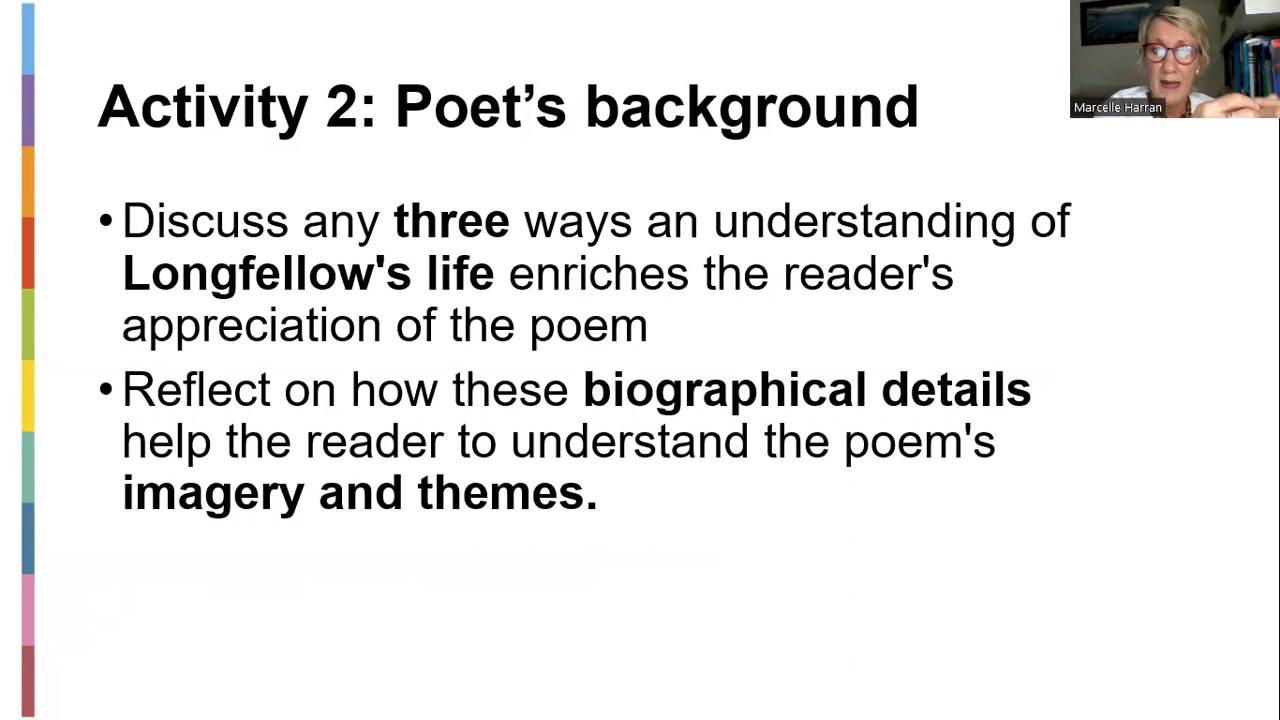 Activity 2: Poet’s background
Marcelle Harran
•Discuss any three ways an understanding of
Longfellow's life enriches the reader's
appreciation of the poem
•Reflect on how these biographical details
help the reader to understand the poem's
imagery and themes.